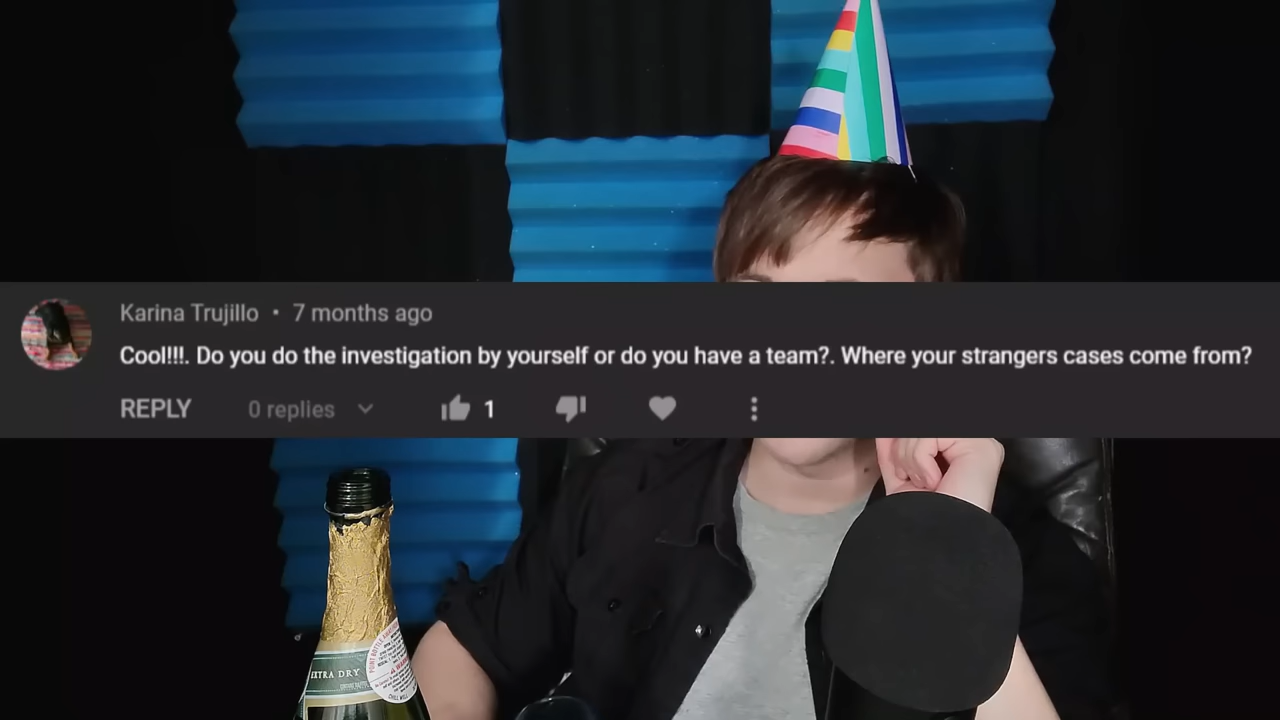 Karina Trujillo • 7 months ago
Cool!!!. Do you do the investigation by yourself or do you have a team?. Where your strangers cases come from?
REPLY 0 replies 1
EXTRA DRY